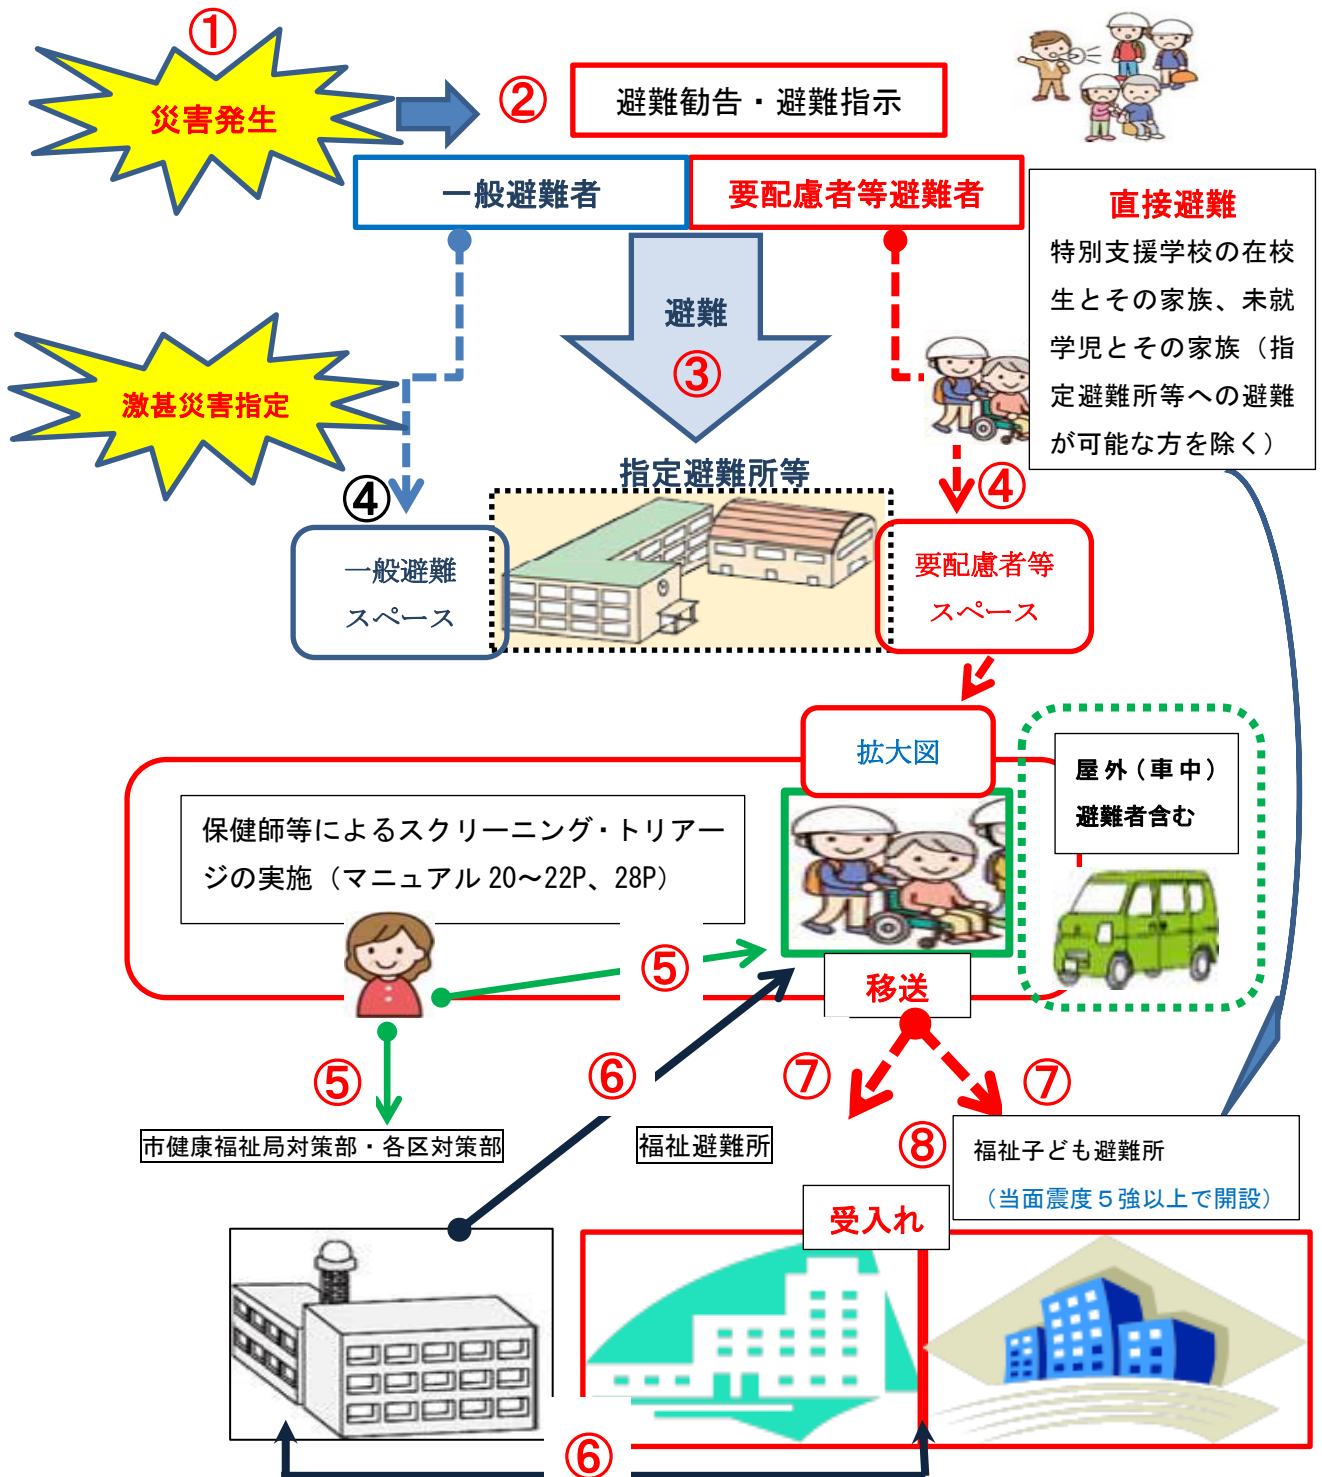 ①
災害発生
②
避難勧告・避難指示
一般避難者
要配慮者等避難者
直接避難
特別支援学校の在校
生とその家族、未就
学児とその家族（指
定避難所等への避難
が可能な方を除く）
避難
③
激甚災害指定
指定避難所等
④
④
一般避難
スペース
要配慮者等
スペース
拡大図
屋外（車中）
避難者含む
保健師等によるスクリーニング・トリアー
ジの実施（マニュアル 20～22P、28P）
⑤
移送
⑤
⑥
⑦
⑦
市健康福祉局対策部・各区対策部
福祉避難所
⑧
福祉子ども避難所
（当面震度５強以上で開設）
受入れ
⑥